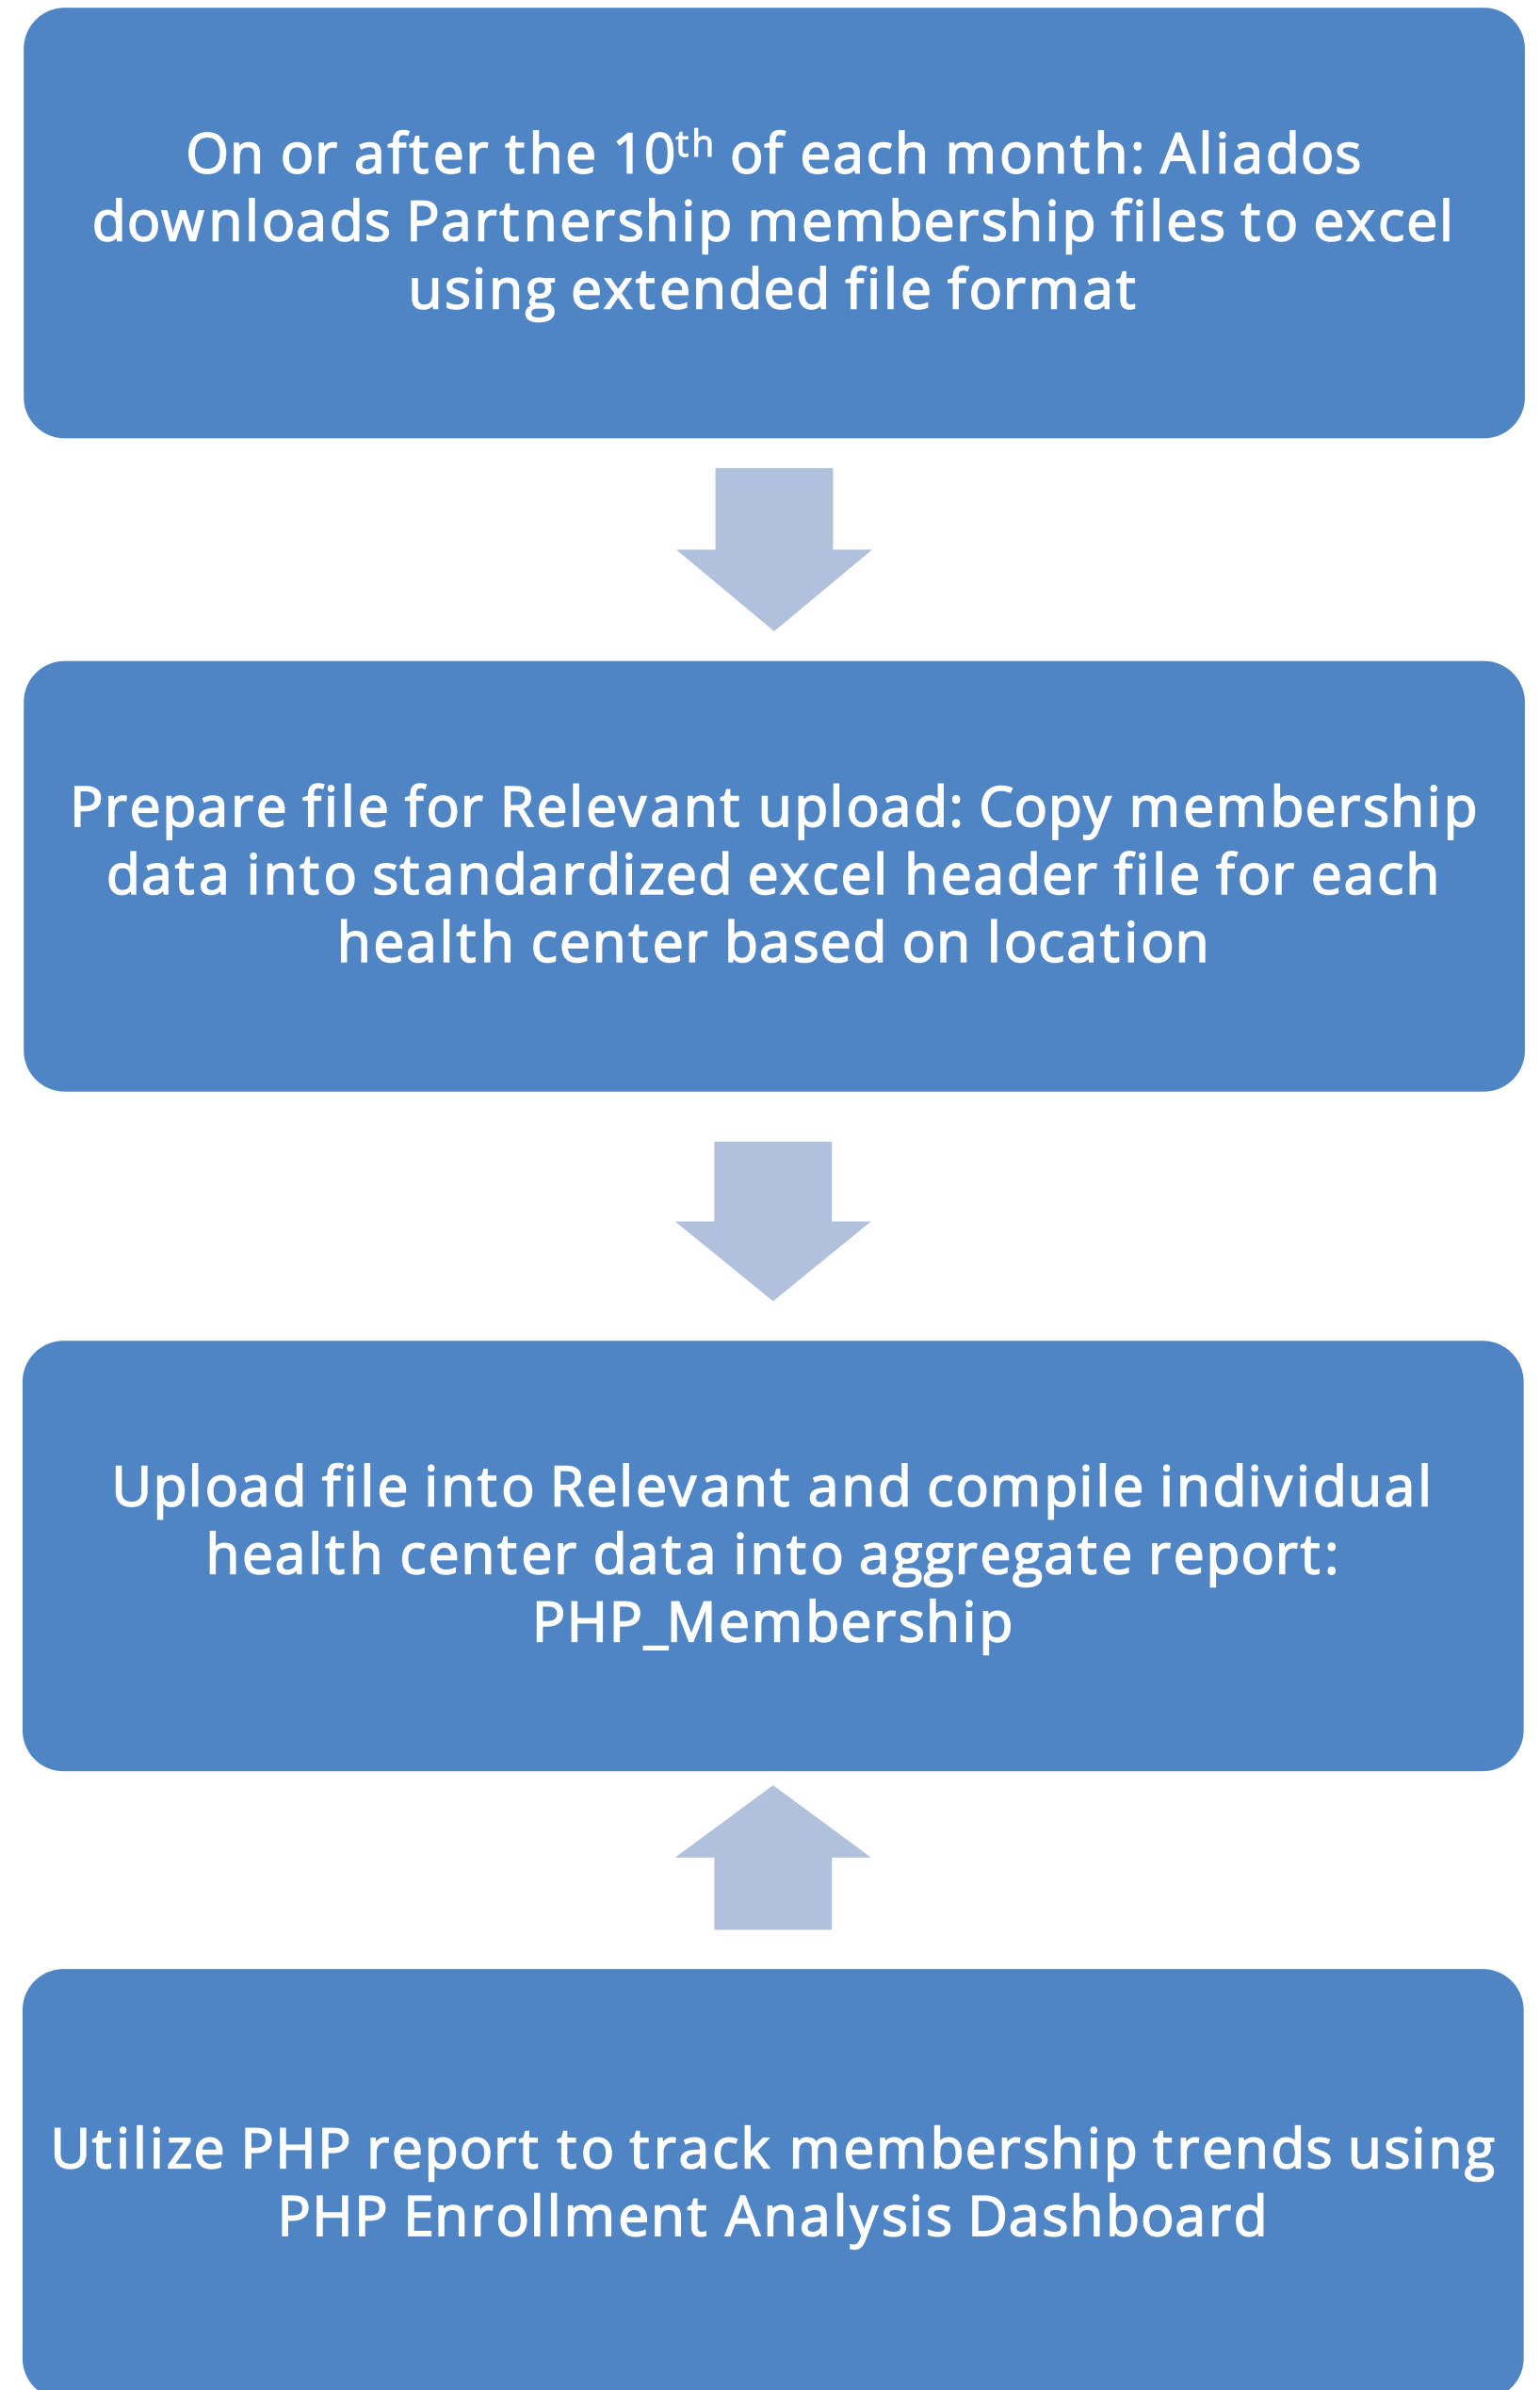 On or after the 10th of each month: Aliados
downloads Partnership membership files to excel
using extended file format
Prepare file for Relevant upload: Copy membership
data into standardized excel header file for each
health center based on location
Upload file into Relevant and compile individual
health center data into aggregate report:
PHP_Membership
Utilize PHP report to track membership trends using
PHP Enrollment Analysis Dashboard